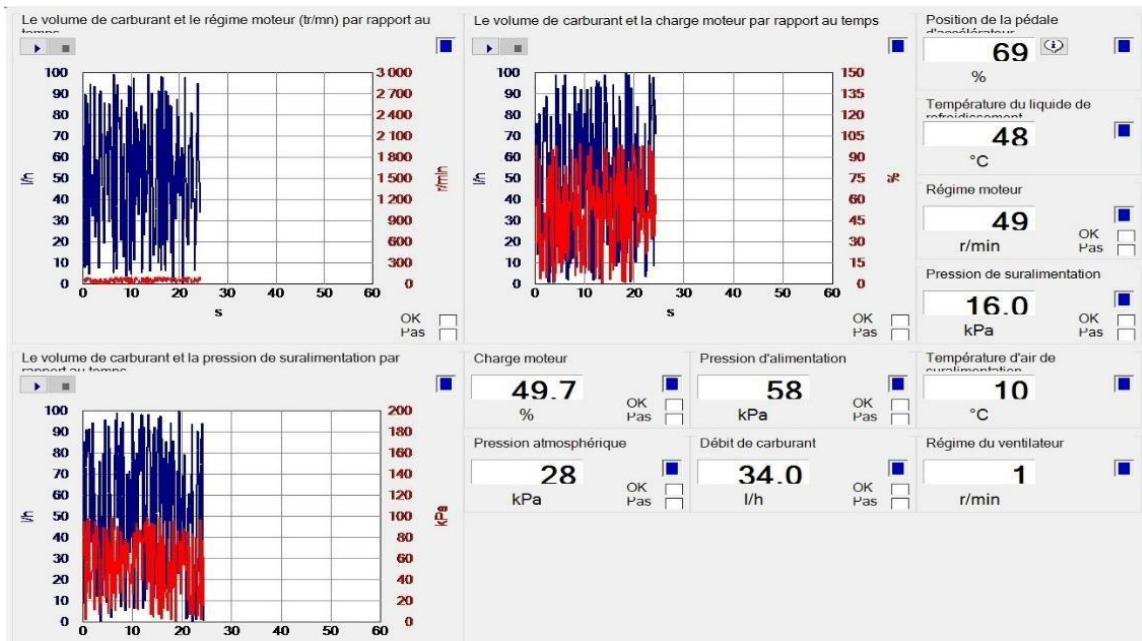 Le volume de carburant et le régime moteur (tr/mn) par rapport au
temps
100
90
80
70
60
50
40
30
20
10
0
l/h
3 000
2 700
2 400
2 100
1 800
1 500
1 200
900
600
300
0
r/min
0 10 20 30 40 50 60
s
OK
Pas
Le volume de carburant et la charge moteur par rapport au temps
100
90
80
70
60
50
40
30
20
10
0
l/h
150
135
120
105
90
75
60
45
30
15
0
%
0 10 20 30 40 50 60
s
OK
Pas
Position de la pédale
d'accélérateur
69
%
Température du liquide de
refroidissement
48
°C
Régime moteur
49
r/min
OK
Pas
Pression de suralimentation
16.0
kPa
OK
Pas
Le volume de carburant et la pression de suralimentation par
rapport au temps
100
90
80
70
60
50
40
30
20
10
0
l/h
200
180
160
140
120
100
80
60
40
20
0
kPa
0 10 20 30 40 50 60
Charge moteur
49.7
%
OK
Pas
Pression d'alimentation
58
kPa
OK
Pas
Température d'air de
suralimentation
10
°C
Pression atmosphérique
28
kPa
OK
Pas
Débit de carburant
34.0
l/h
OK
Pas
Régime du ventilateur
1
r/min